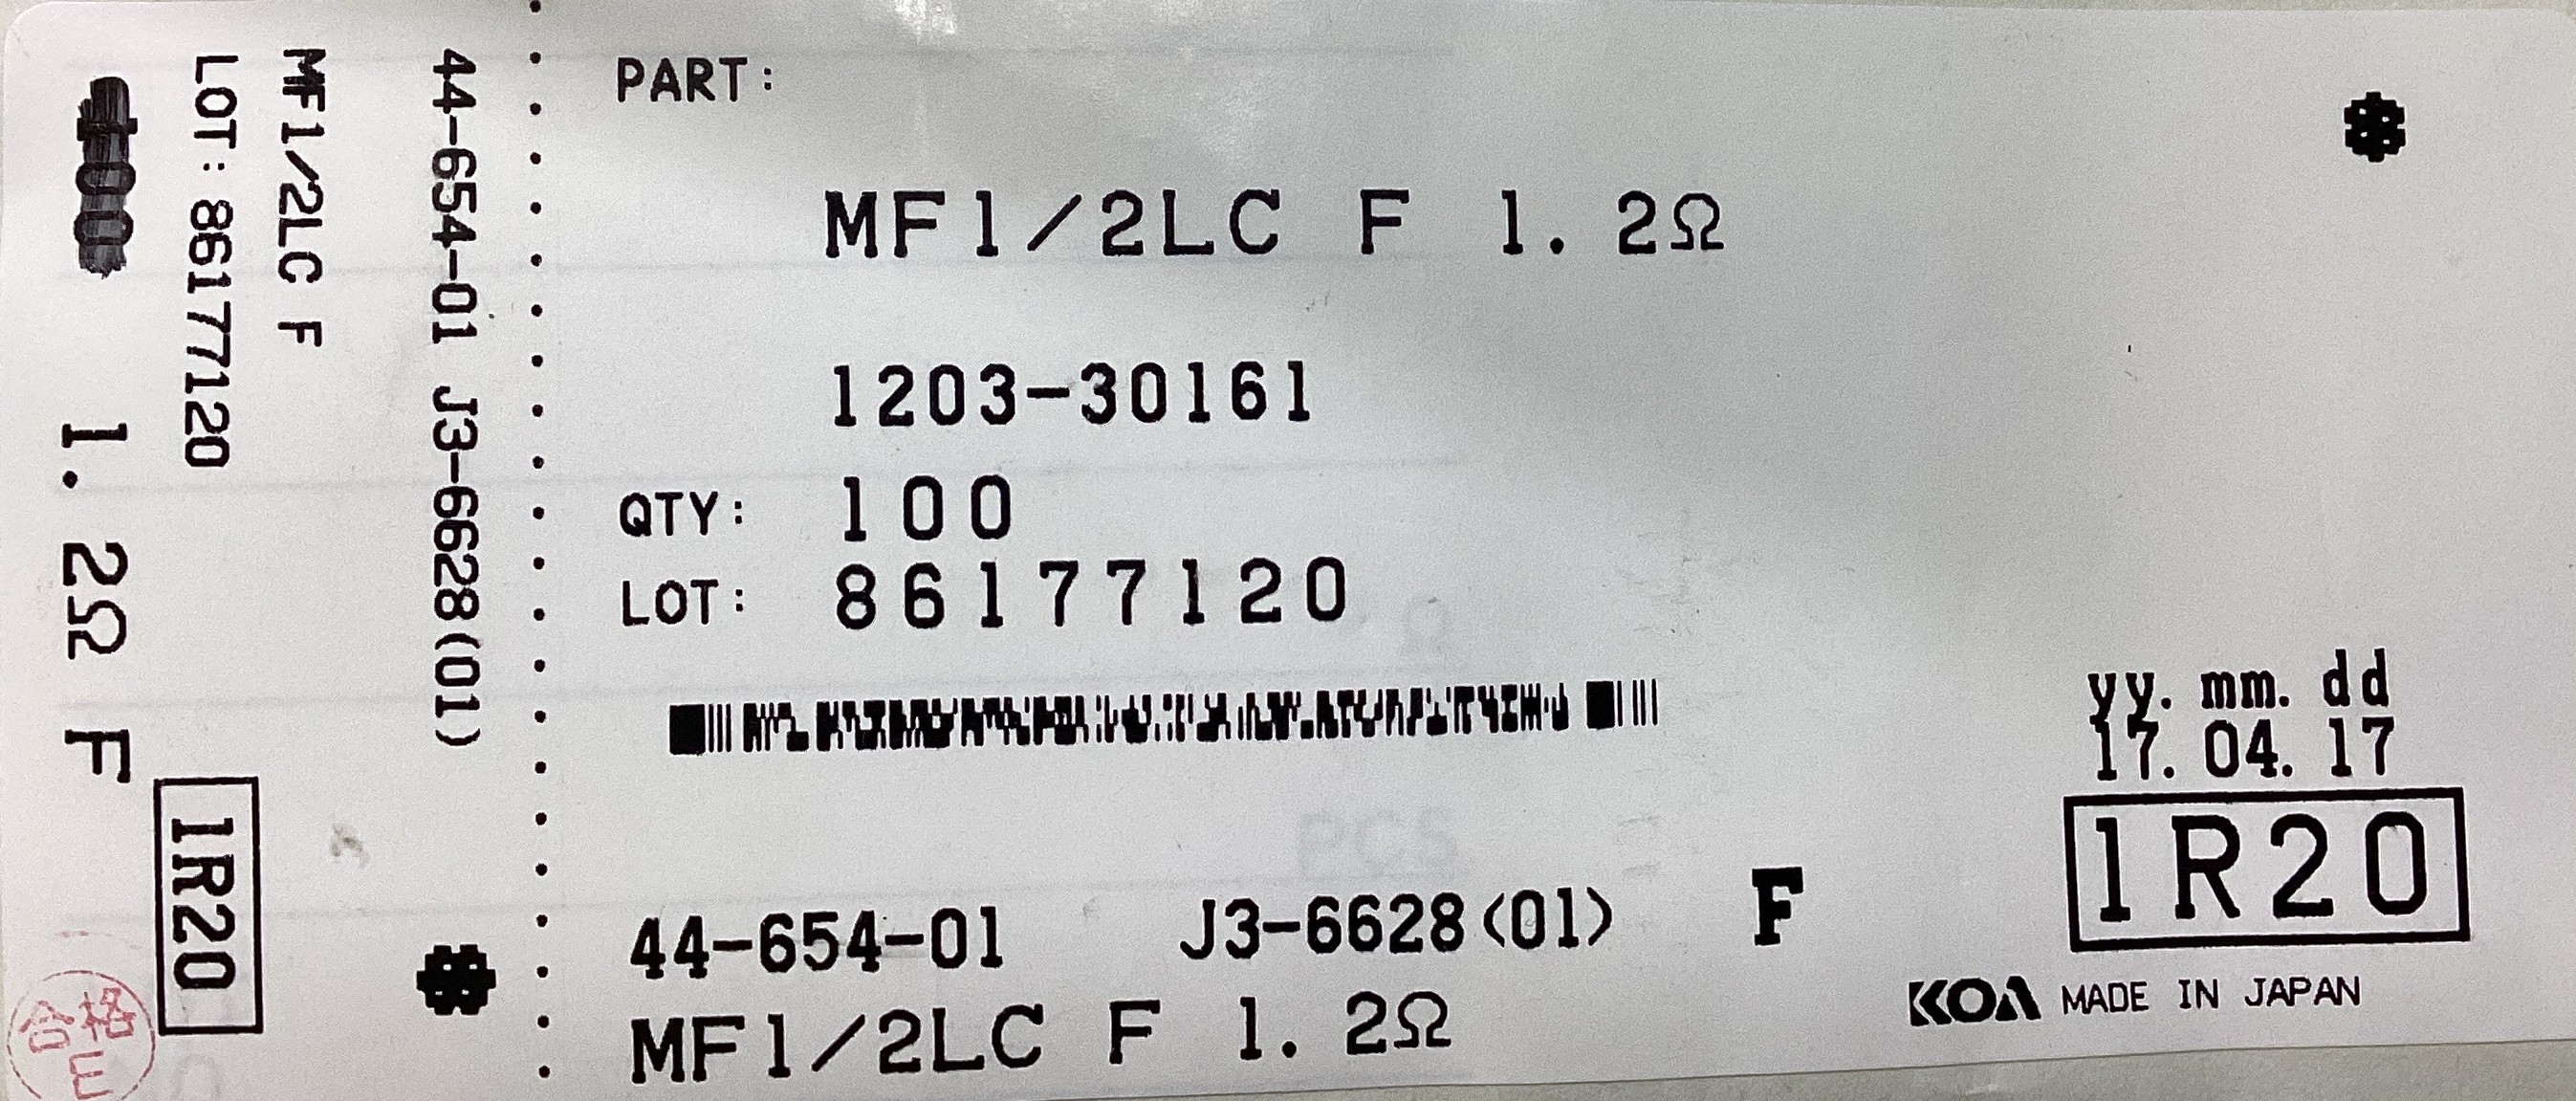 PART:
MF1/2LC F 1.2Ω
1203-30161
QTY: 100
LOT: 86177120
yy. mm. dd
17. 04. 17
1R20
44-654-01 J3-6628(01) F
MF1/2LC F 1.2Ω
KOA MADE IN JAPAN
44-654-01 J3-6628(01)
MF1/2LC F
LOT: 86177120
1.2Ω F
1R20
合格
E